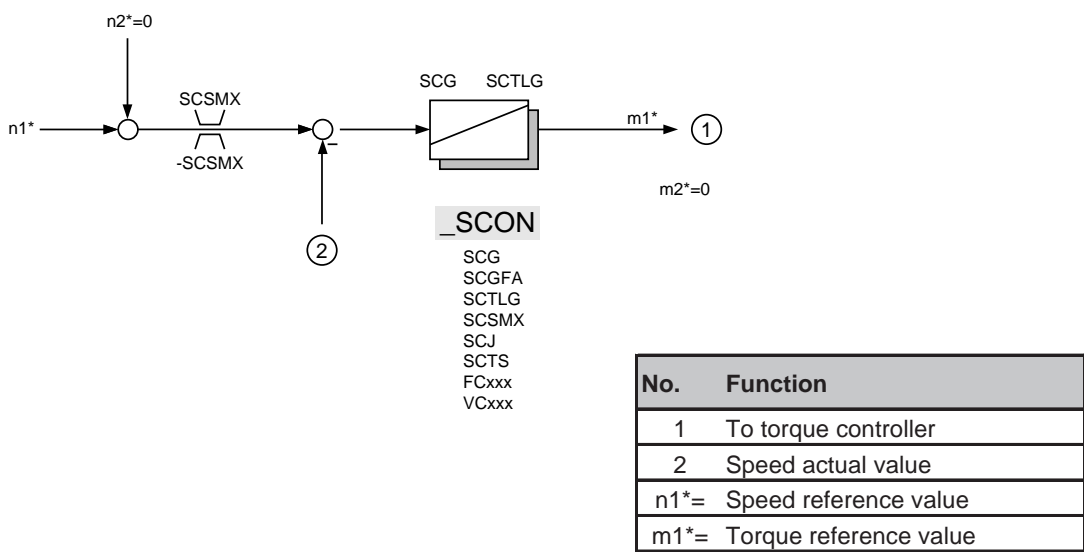 n2*=0
SCG SCTLG
SCSMX
n1*
m1*
1
-SCSMX
m2*=0
2
_SCON
SCG
SCGFA
SCTLG
SCSMX
SCJ
SCTS
FCxxx
VCxxx
No. Function
1 To torque controller
2 Speed actual value
n1*= Speed reference value
m1*= Torque reference value